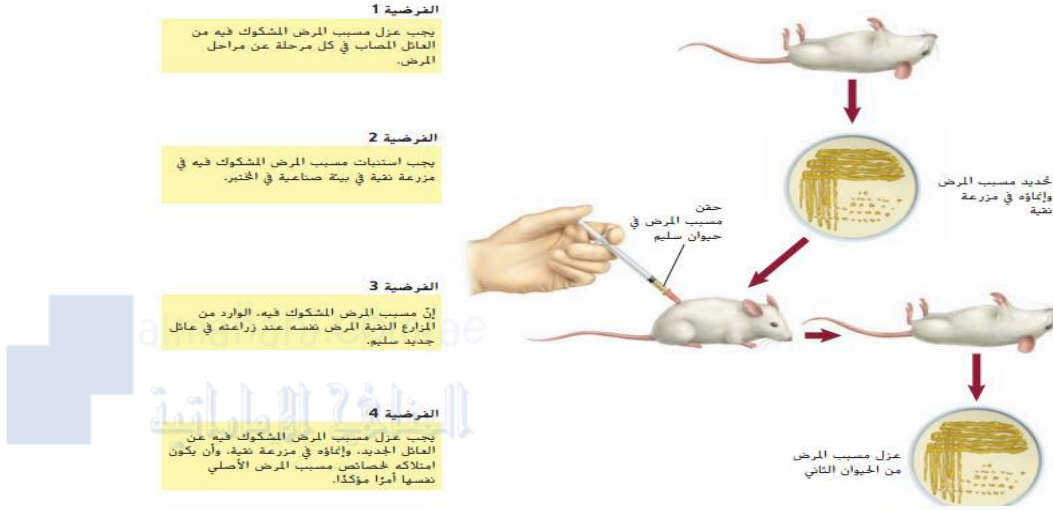 الفرضية 1
يجب عزل مسبب المرض المشكوك فيه من
العائل المصاب في كل مرحلة عن مراحل
المرض.
الفرضية 2
يجب استنبات مسبب المرض المشكوك فيه في
مزرعة نقية في بيئة صناعية في المختبر.
تحديد مسبب المرض
وإنماؤه في مزرعة
نقية
حقن
مسبب المرض في
حيوان سليم
الفرضية 3
إنّ مسبب المرض المشكوك فيه، الوارد من
المزارع النقية المرض نفسه عند زراعته في عائل
جديد سليم.
الفرضية 4
يجب عزل مسبب المرض المشكوك فيه عن
العائل الجديد، وإنماؤه في مزرعة نقية، وأن يكون
امتلاكه لخصائص مسبب المرض الأصلي
نفسها أمرًا مؤكدًا.
عزل مسبب المرض
من الحيوان الثاني
المناهج الإماراتية